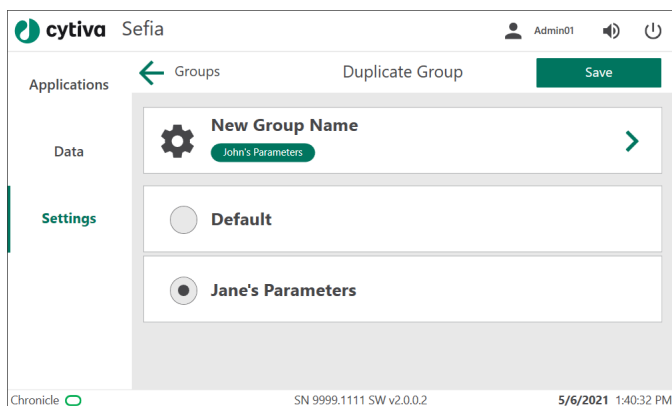 cytiva Sefia Admin01
Applications
Data
Settings
Groups Duplicate Group Save
New Group Name
John's Parameters
Default
Jane's Parameters
Chronicle SN 9999.1111 SW v2.0.0.2 5/6/2021 1:40:32 PM